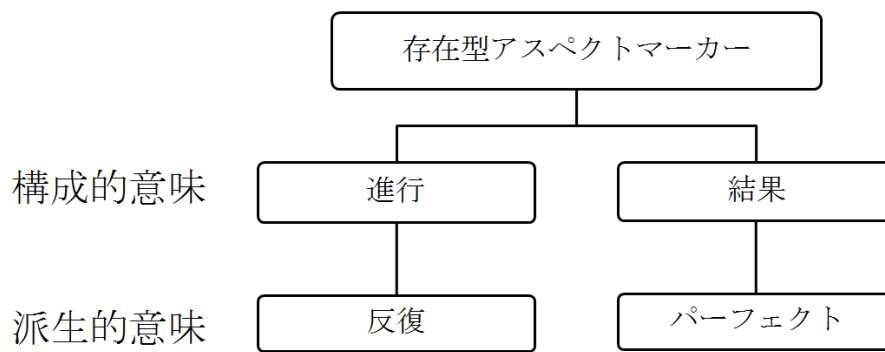 存在型アスペクトマーカー
構成的意味
進行
結果
派生的意味
反復
パーフェクト